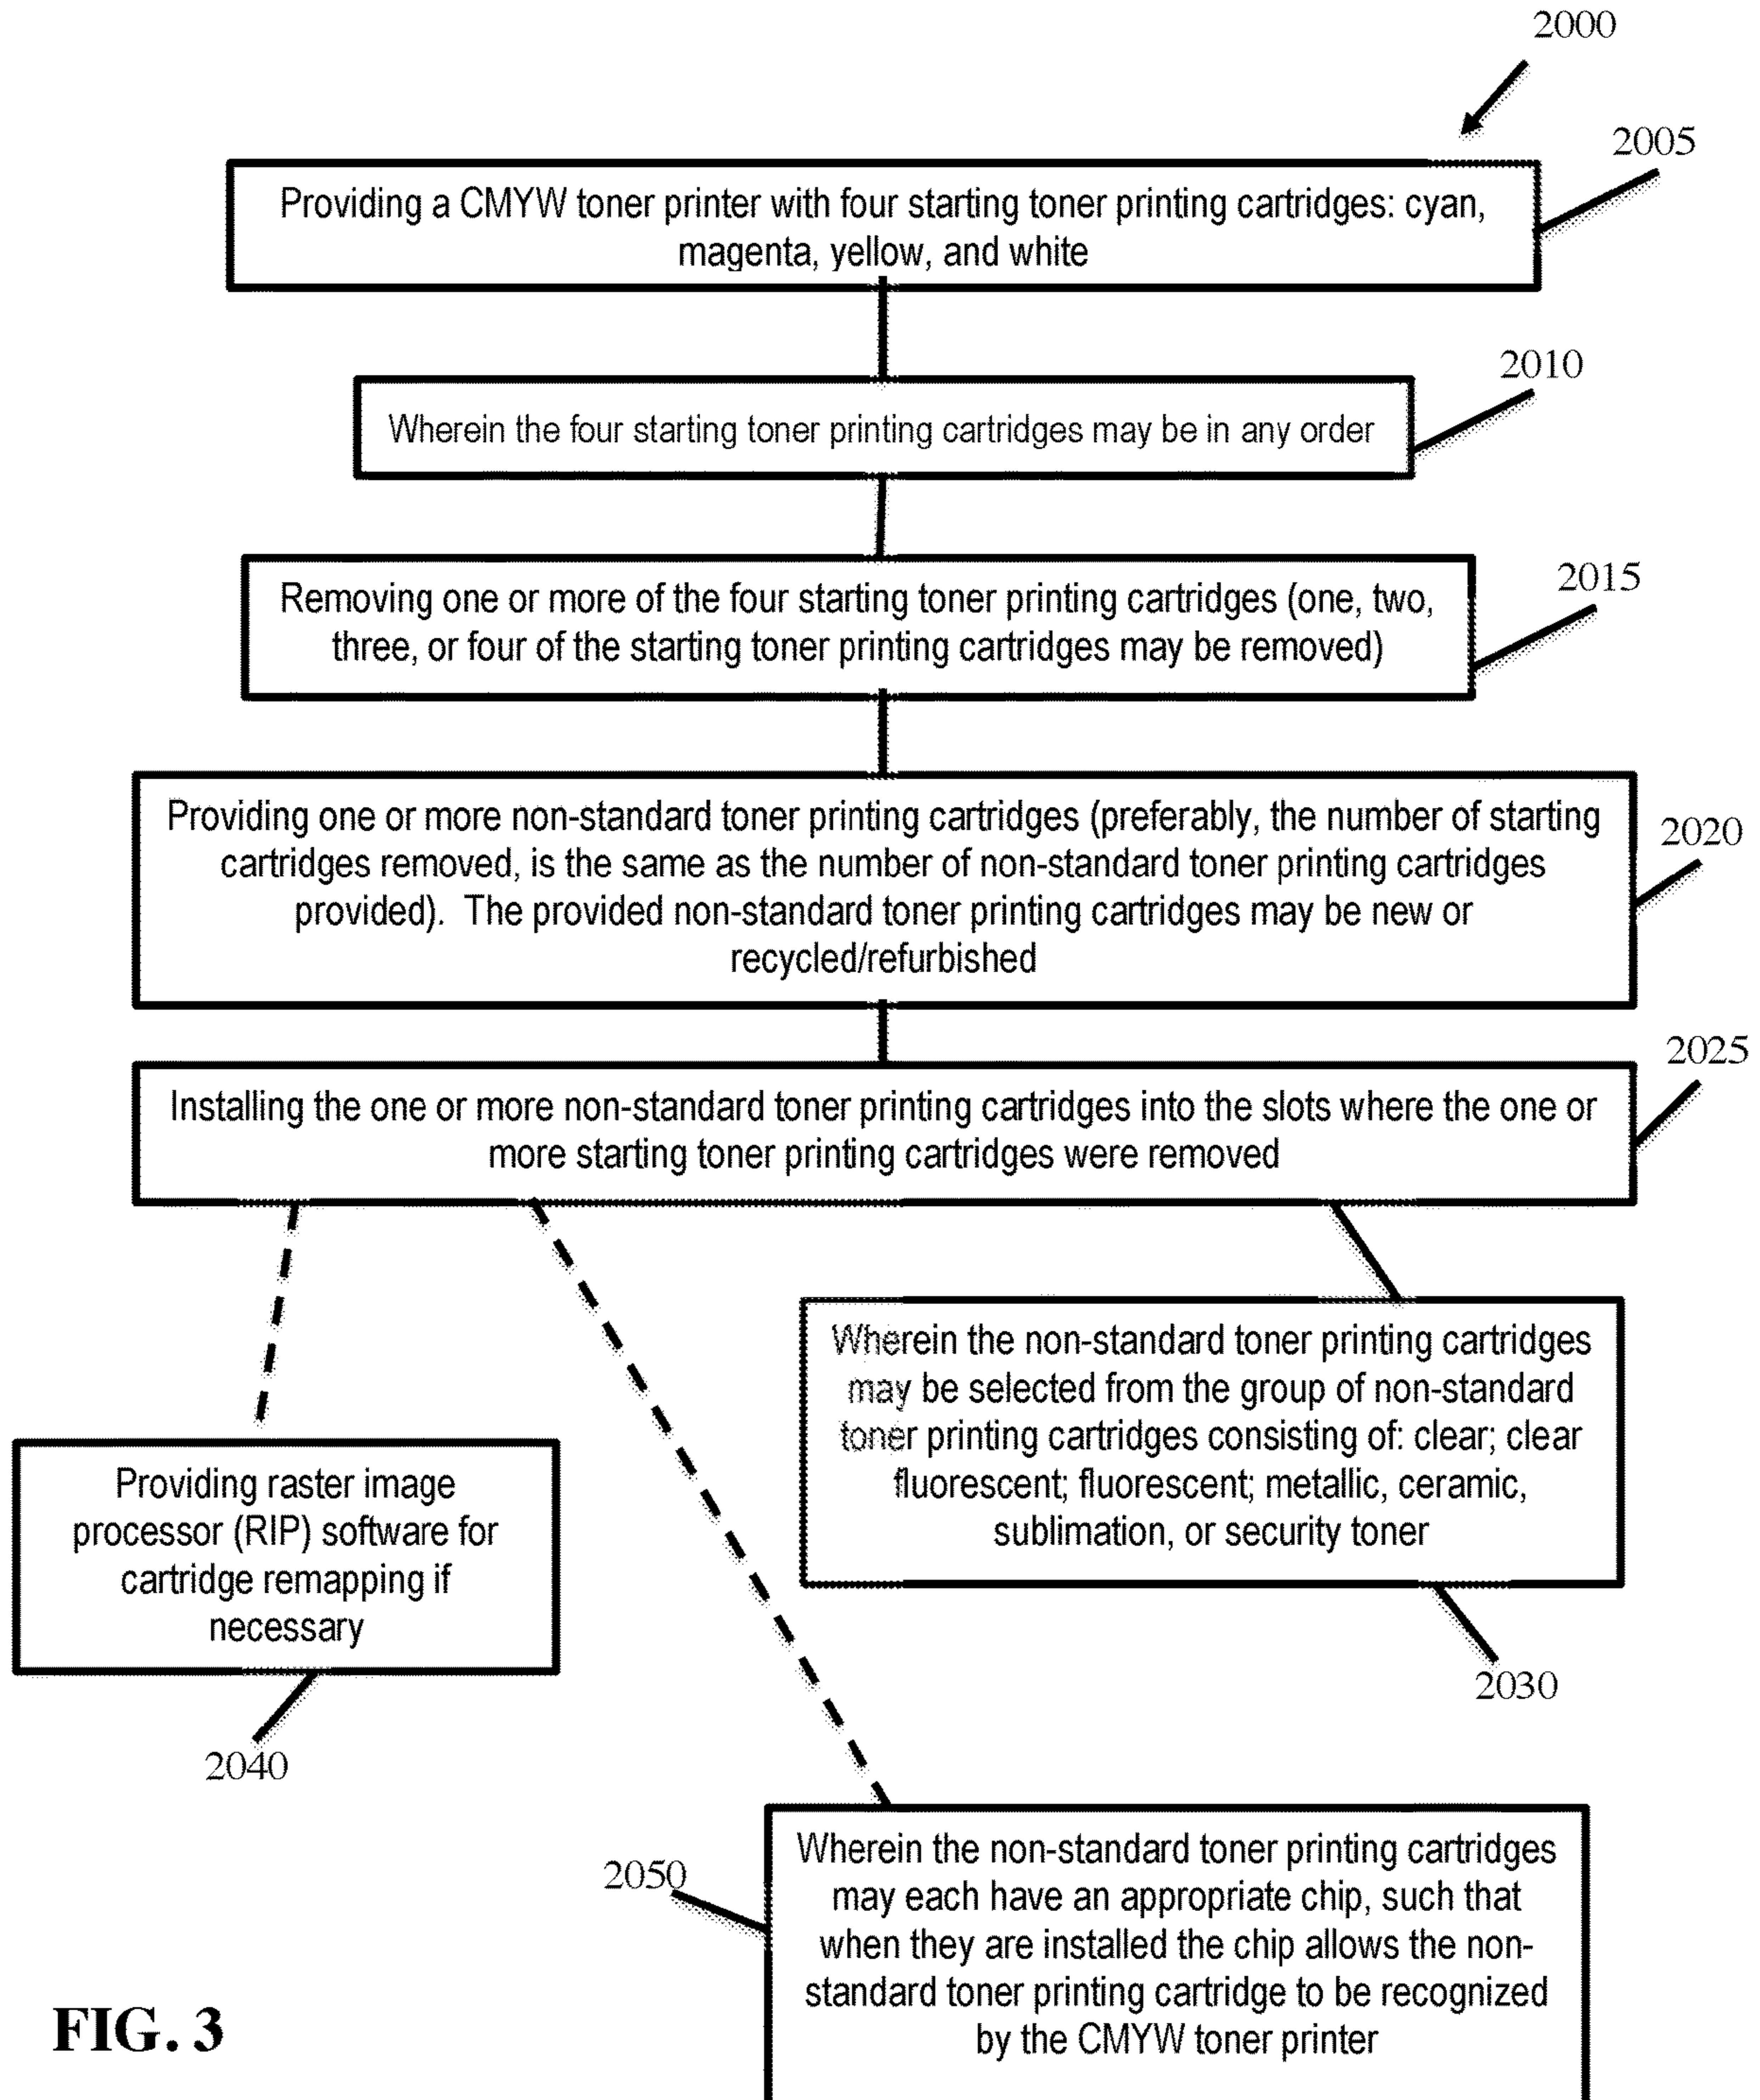 2000
2005
Providing a CMYW toner printer with four starting toner printing cartridges: cyan,
magenta, yellow, and white
2010
Wherein the four starting toner printing cartridges may be in any order
2015
Removing one or more of the four starting toner printing cartridges (one, two,
three, or four of the starting toner printing cartridges may be removed)
2020
Providing one or more non-standard toner printing cartridges (preferably, the number of starting
cartridges removed, is the same as the number of non-standard toner printing cartridges
provided). The provided non-standard toner printing cartridges may be new or
recycled/refurbished
2025
Installing the one or more non-standard toner printing cartridges into the slots where the one or
more starting toner printing cartridges were removed
Wherein the non-standard toner printing cartridges
may be selected from the group of non-standard
toner printing cartridges consisting of: clear; clear
fluorescent; fluorescent; metallic, ceramic,
sublimation, or security toner
2030
Providing raster image
processor (RIP) software for
cartridge remapping if
necessary
2040
2050
Wherein the non-standard toner printing cartridges
may each have an appropriate chip, such that
when they are installed the chip allows the non-
standard toner printing cartridge to be recognized
by the CMYW toner printer
FIG. 3